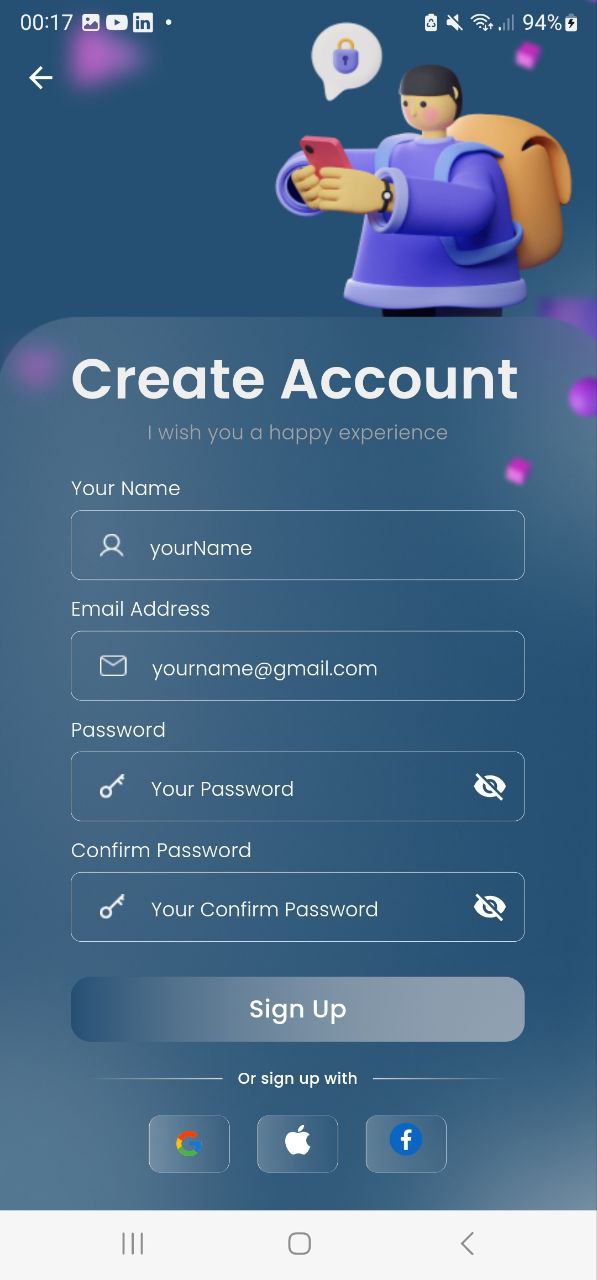 00:17 94%
Create Account
I wish you a happy experience
Your Name
yourName
Email Address
yourname@gmail.com
Password
Your Password
Confirm Password
Your Confirm Password
Sign Up
Or sign up with